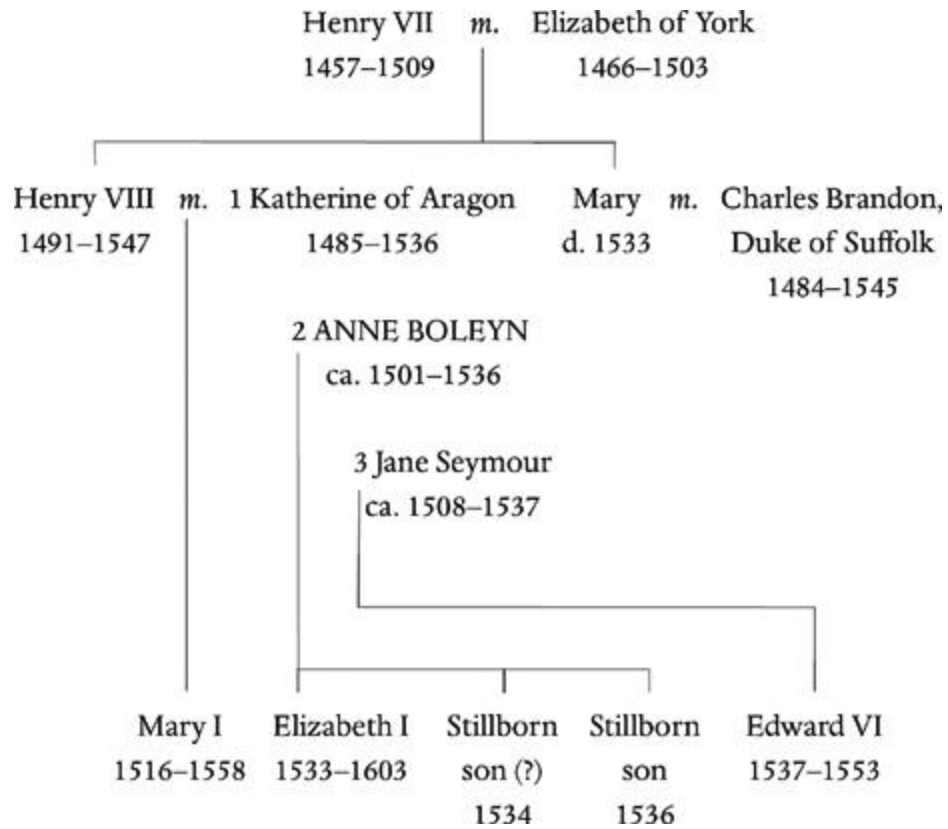 Henry VII m. Elizabeth of York
1457–1509 1466–1503
Henry VIII m. 1 Katherine of Aragon Mary m. Charles Brandon,
1491–1547 1485–1536 d. 1533 Duke of Suffolk
1484–1545
2 ANNE BOLEYN
ca. 1501–1536
3 Jane Seymour
ca. 1508–1537
Mary I Elizabeth I Stillborn Stillborn Edward VI
1516–1558 1533–1603 son (?) son 1537–1553
1534 1536